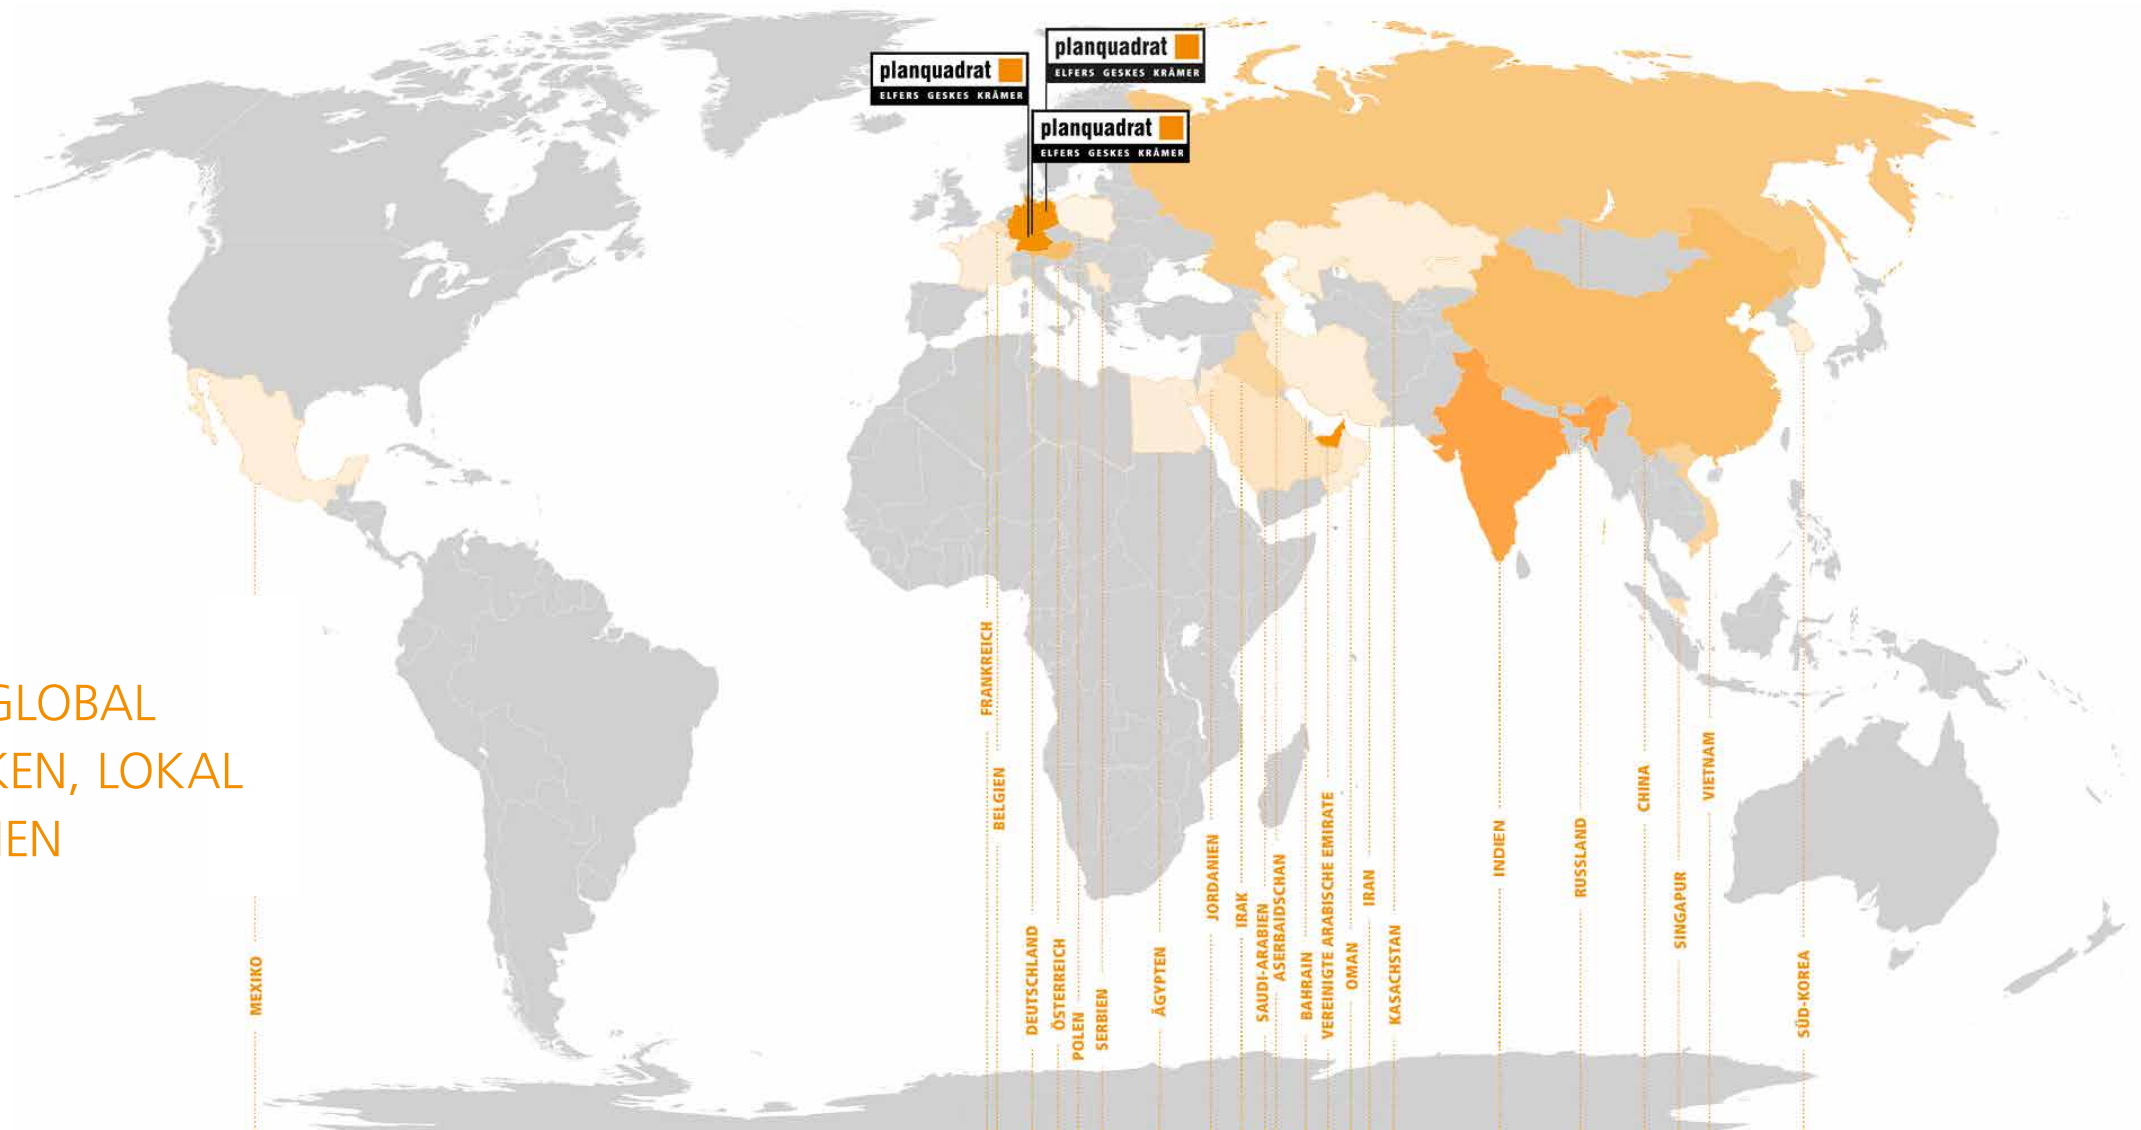 planquadrat
ELFERS GESKES KRÄMER
planquadrat
ELFERS GESKES KRÄMER
planquadrat
ELFERS GESKES KRÄMER
GLOBAL
KEN, LOKAL
EN
MEXIKO
FRANKREICH
BELGIEN
DEUTSCHLAND
ÖSTERREICH
POLEN
SERBIEN
ÄGYPTEN
JORDANIEN
IRAK
SAUDI-ARABIEN
ASERBAIDSCHAN
BAHRAIN
VEREINIGTE ARABISCHE EMIRATE
OMAN
IRAN
KASACHSTAN
INDIEN
RUSSLAND
CHINA
SINGAPUR
VIETNAM
SÜD-KOREA